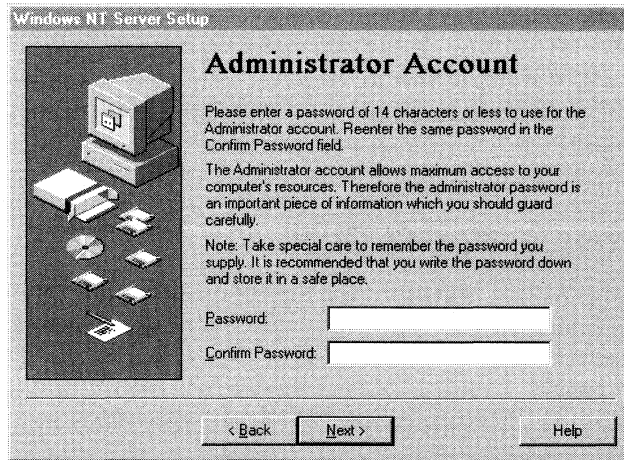 Windows NT Server Setup
Administrator Account
Please enter a password of 14 characters or less to use for the
Administrator account. Reenter the same password in the
Confirm Password field.
The Administrator account allows maximum access to your
computer's resources. Therefore the administrator password is
an important piece of information which you should guard
carefully.
Note: Take special care to remember the password you
supply. It is recommended that you write the password down
and store it in a safe place.
Password:
Confirm Password:
< Back
Next >
Help